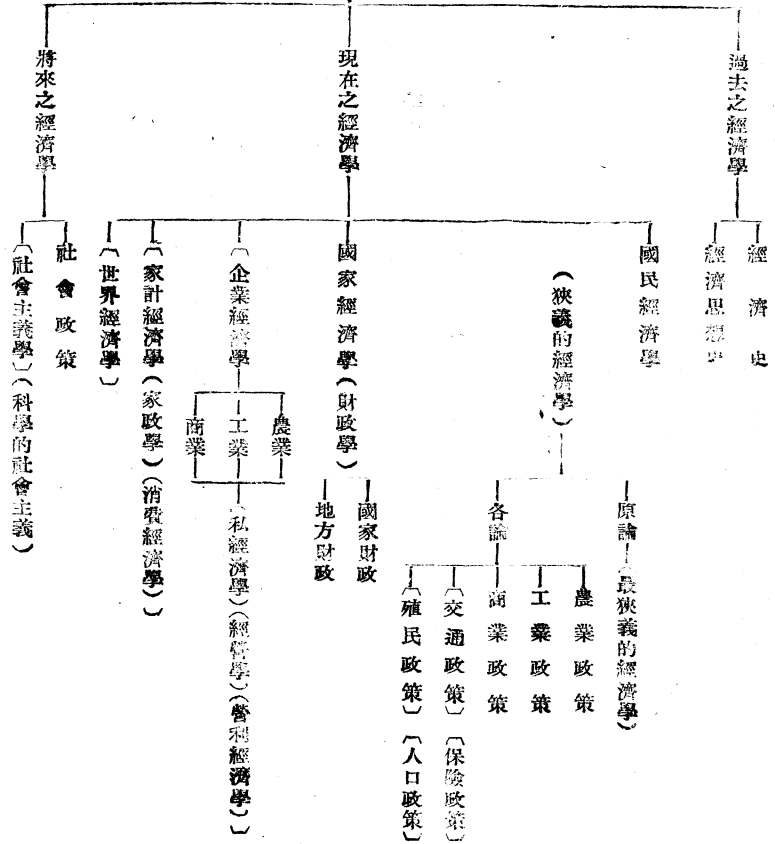 過去之經濟學
現在之經濟學
將來之經濟學
經濟史
經濟思想史
國民經濟學
(狹義的經濟學)
國家經濟學(財政學)
〔企業經濟學
〔家計經濟學(家政學)(消費經濟學)〕
〔世界經濟學〕
社會政策
〔社會主義學〕(科學的社會主義)
農業
工業
商業
原論(最狹義的經濟學)
各論
國家財政
地方財政
(私經濟學)(經營學)(營利經濟學)〕
農業政策
工業政策
商業政策
〔交通政策〕〔保險政策〕
〔殖民政策〕〔人口政策〕